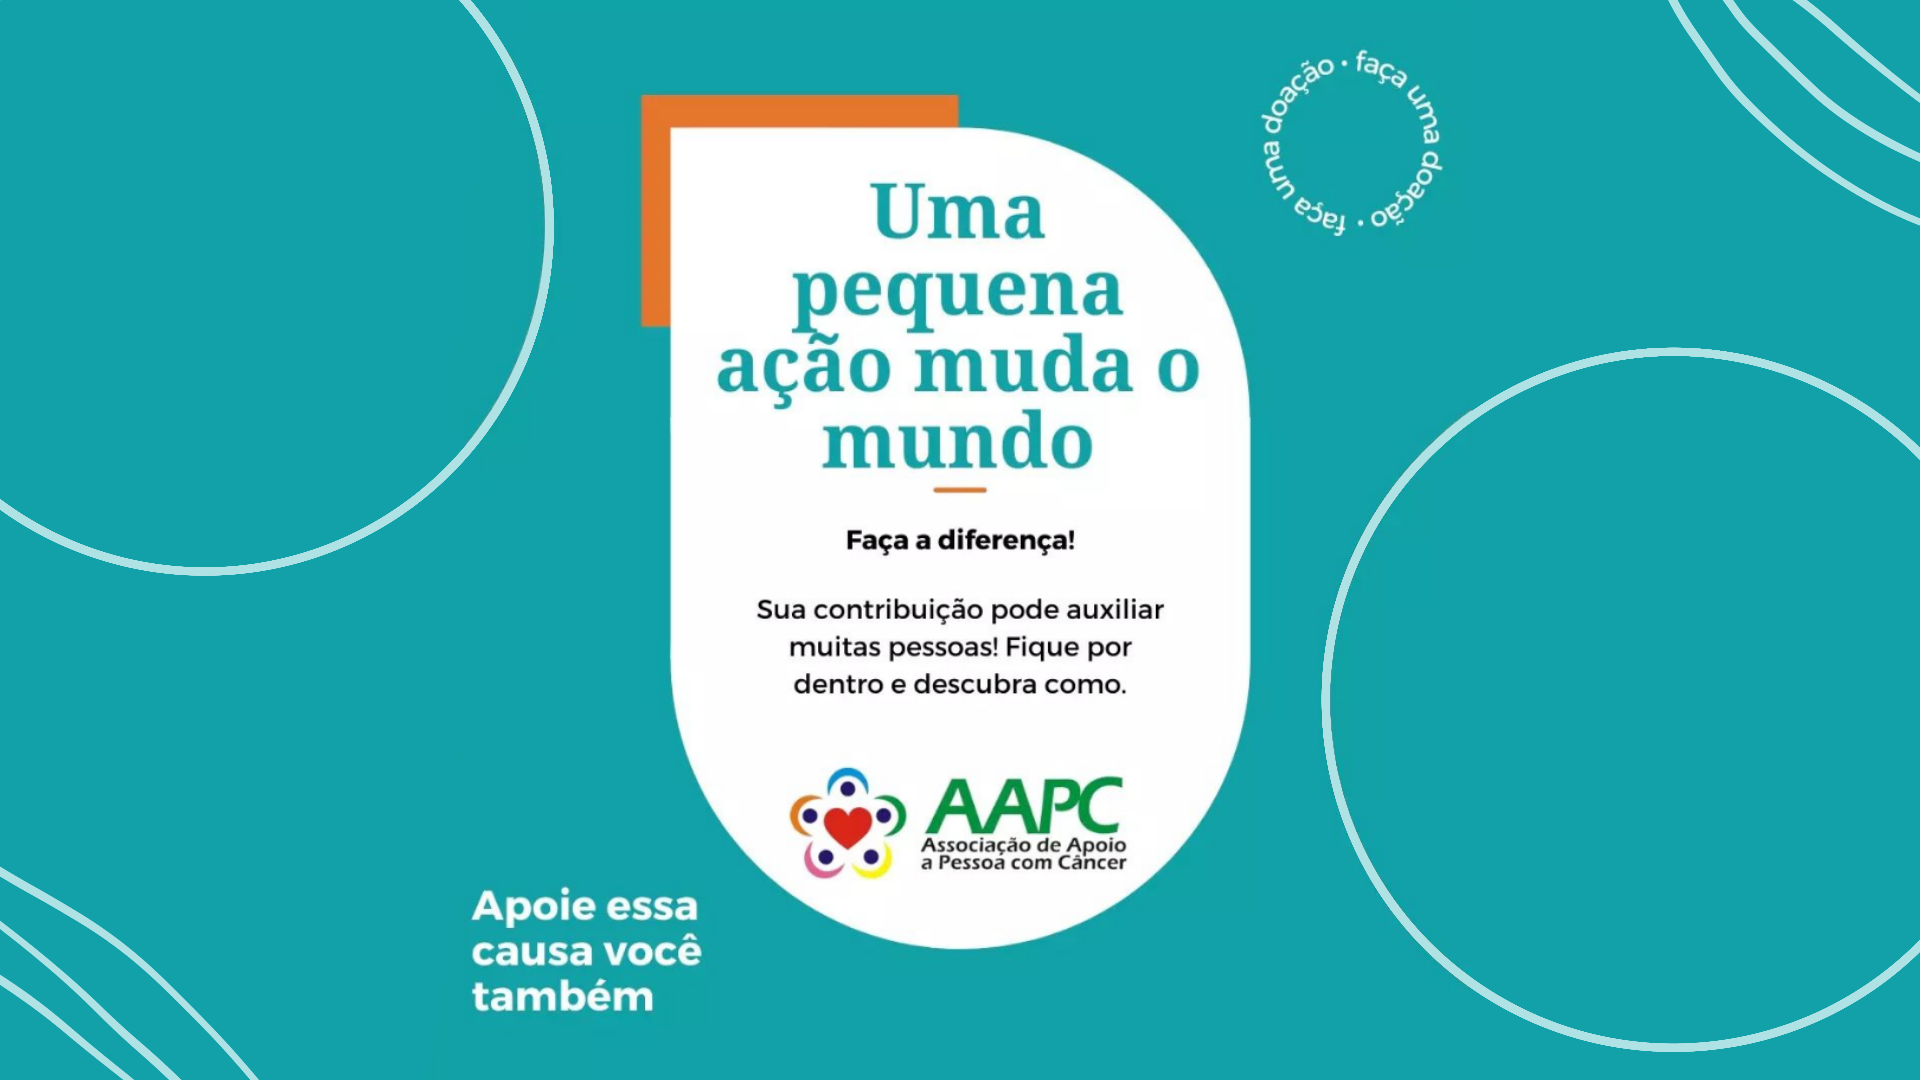 faça uma doação • faça uma doação •
Uma
pequena
ação muda o
mundo
Faça a diferença!
Sua contribuição pode auxiliar
muitas pessoas! Fique por
dentro e descubra como.
AAPC
Associação de Apoio
a Pessoa com Câncer
Apoie essa
causa você
também